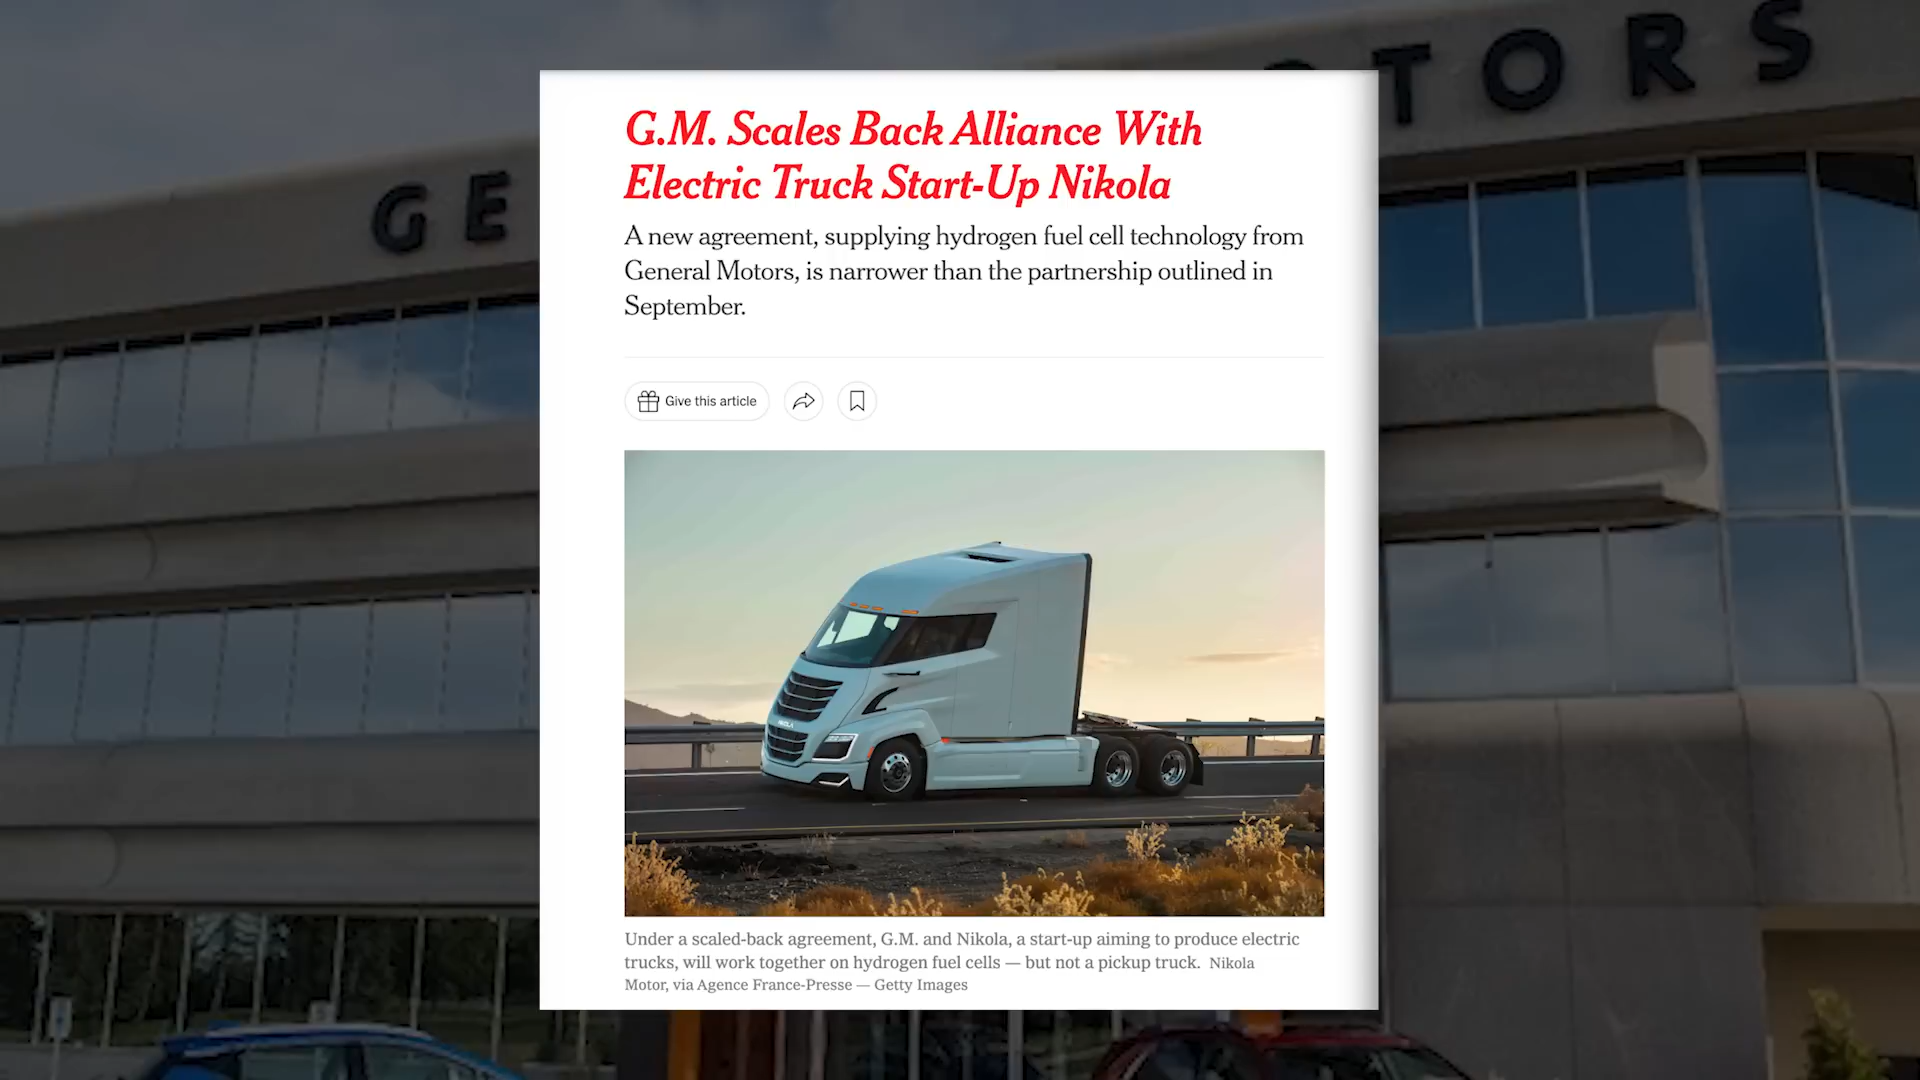 GE
OTORS
G.M. Scales Back Alliance With
Electric Truck Start-Up Nikola
A new agreement, supplying hydrogen fuel cell technology from
General Motors, is narrower than the partnership outlined in
September.
Give this article
NIKOLA
Under a scaled-back agreement, G.M. and Nikola, a start-up aiming to produce electric
trucks, will work together on hydrogen fuel cells — but not a pickup truck. Nikola
Motor, via Agence France-Presse — Getty Images